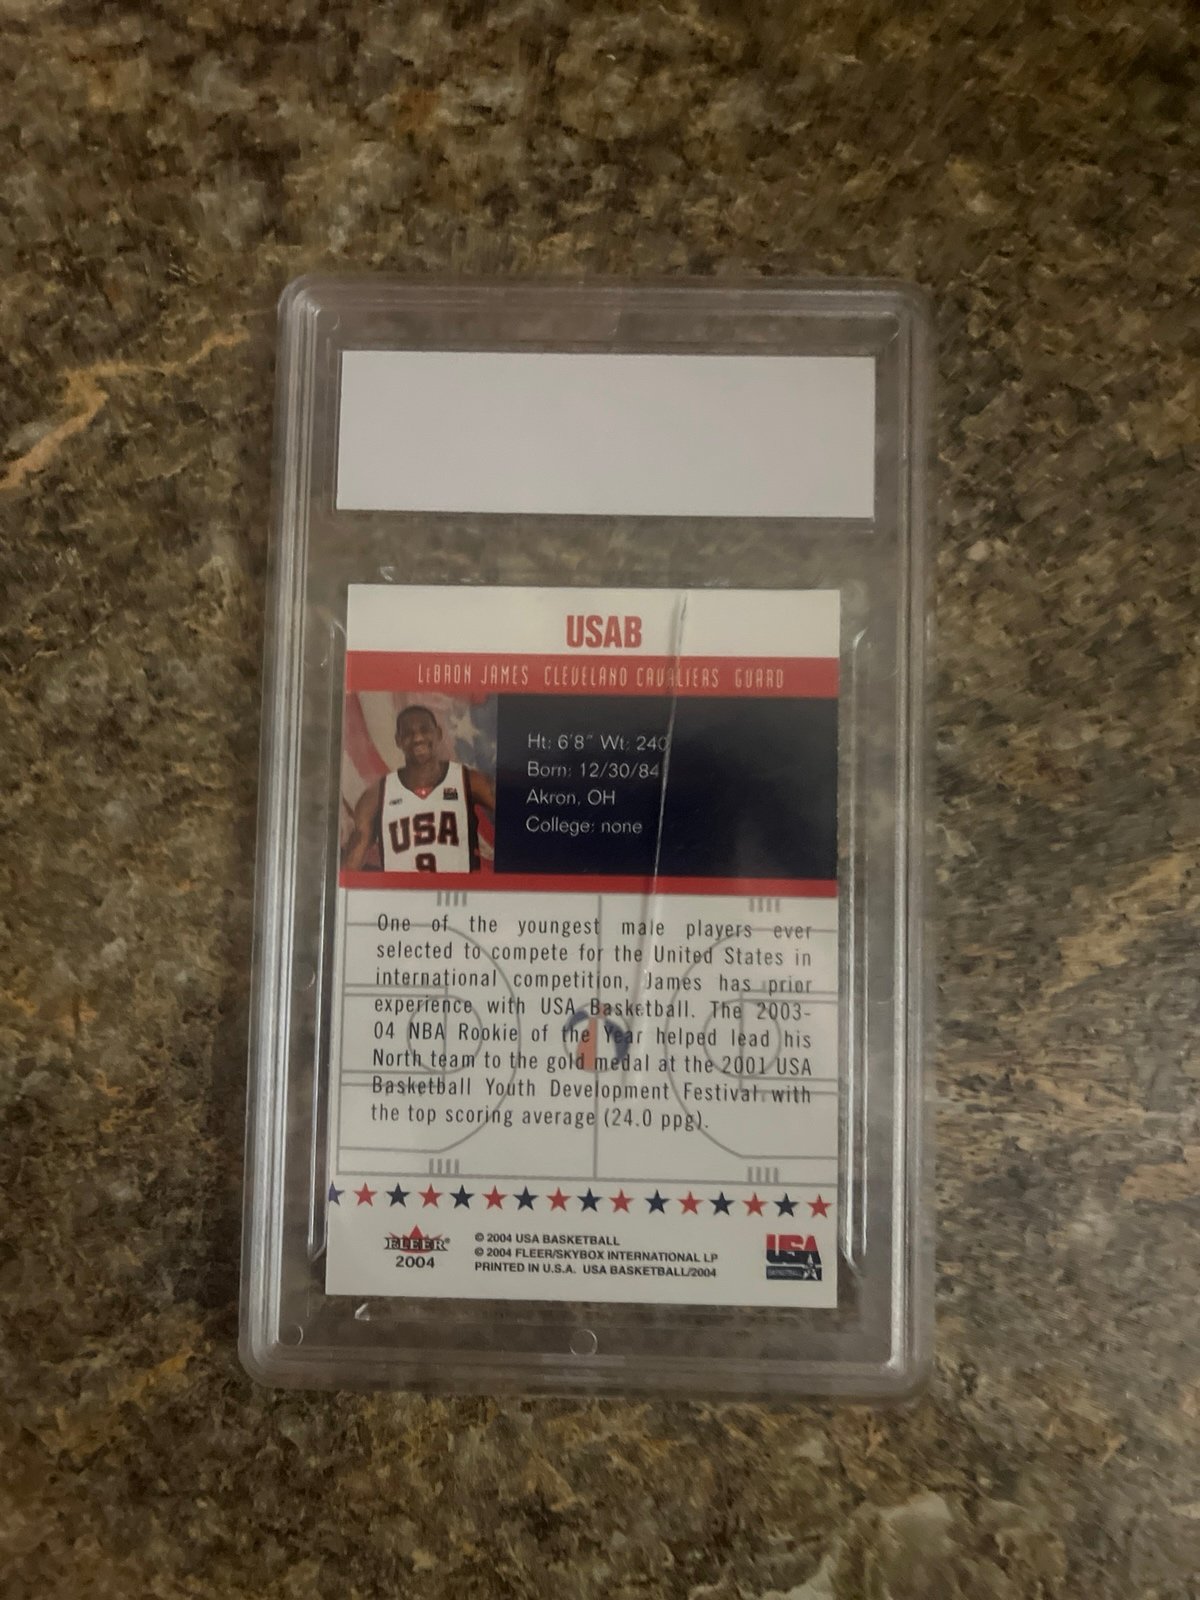 USAB
LEBRON JAMES CLEVELAND CAVALIERS GUARD
Ht: 6'8" Wt: 240
Born: 12/30/84
Akron, OH
College: none
USA
9
One of the youngest male players ever
selected to compete for the United States in
international competition, James has prior
experience with USA Basketball. The 2003-
04 NBA Rookie of the Year helped lead his
North team to the gold medal at the 2001 USA
Basketball Youth Development Festival with
the top scoring average (24.0 ppg).
FLEER®
2004
© 2004 USA BASKETBALL
© 2004 FLEER/SKYBOX INTERNATIONAL LP
PRINTED IN U.S.A. USA BASKETBALL/2004
USA
BASKETBALL